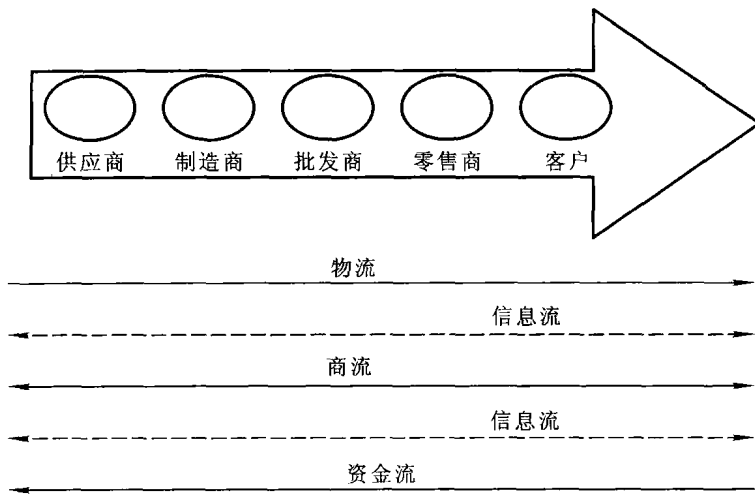 供应商 制造商 批发商 零售商 客户
物流
信息流
商流
信息流
资金流